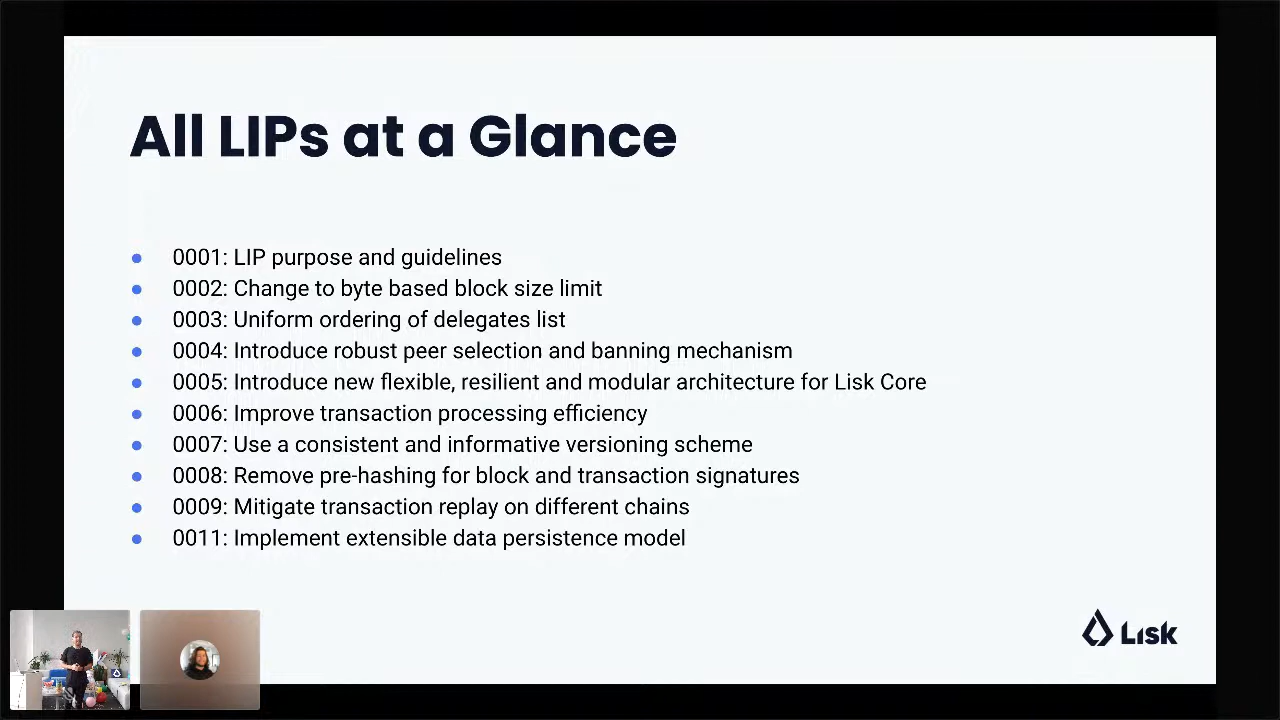 All LIPs at a Glance
0001: LIP purpose and guidelines
0002: Change to byte based block size limit
0003: Uniform ordering of delegates list
0004: Introduce robust peer selection and banning mechanism
0005: Introduce new flexible, resilient and modular architecture for Lisk Core
0006: Improve transaction processing efficiency
0007: Use a consistent and informative versioning scheme
0008: Remove pre-hashing for block and transaction signatures
0009: Mitigate transaction replay on different chains
0011: Implement extensible data persistence model
Lisk